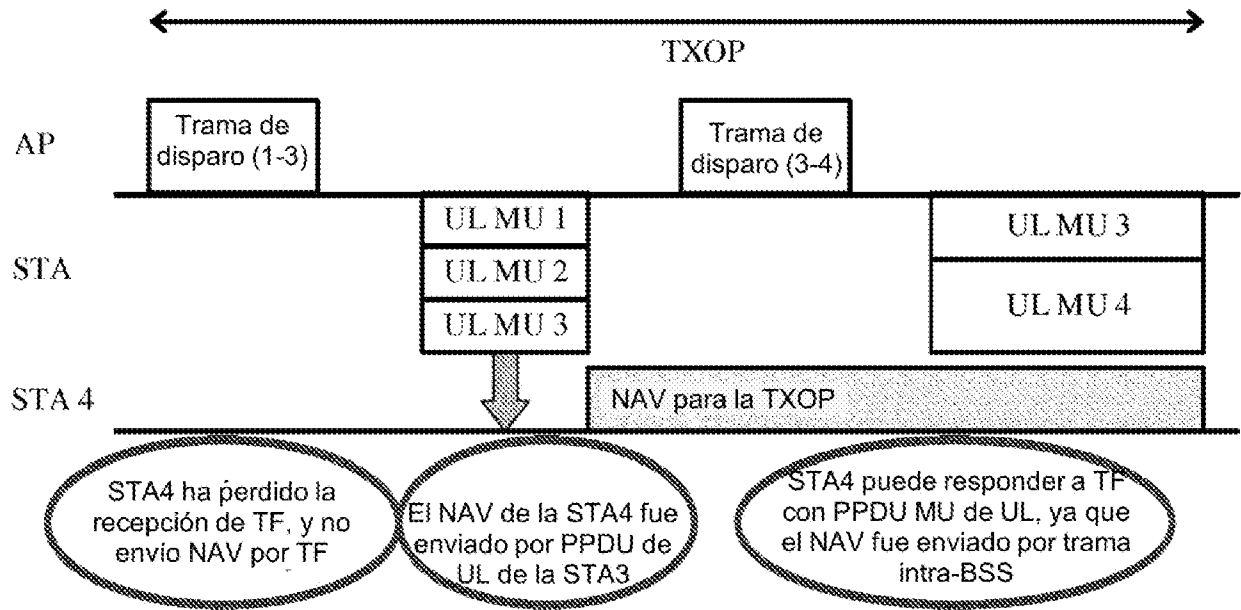 TXOP
AP
Trama de
disparo (1-3)
Trama de
disparo (3-4)
STA
UL MU 1
UL MU 2
UL MU 3
UL MU 3
UL MU 4
STA 4
NAV para la TXOP
STA4 ha perdido la
recepción de TF, y no
envío NAV por TF
El NAV de la STA4 fue
enviado por PPDU de
UL de la STA3
STA4 puede responder a TF
con PPDU MU de UL, ya que
el NAV fue enviado por trama
intra-BSS